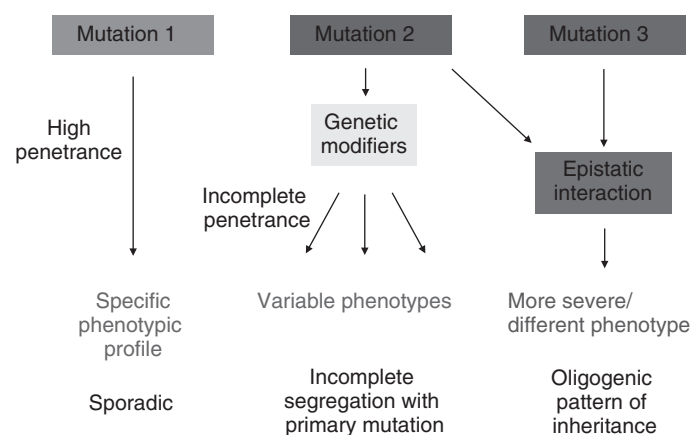 Mutation 1
Mutation 2
Mutation 3
High
penetrance
Genetic
modifiers
Epistatic
interaction
Incomplete
penetrance
Specific
phenotypic
profile
Variable phenotypes
More severe/
different phenotype
Sporadic
Incomplete
segregation with
primary mutation
Oligogenic
pattern of
inheritance